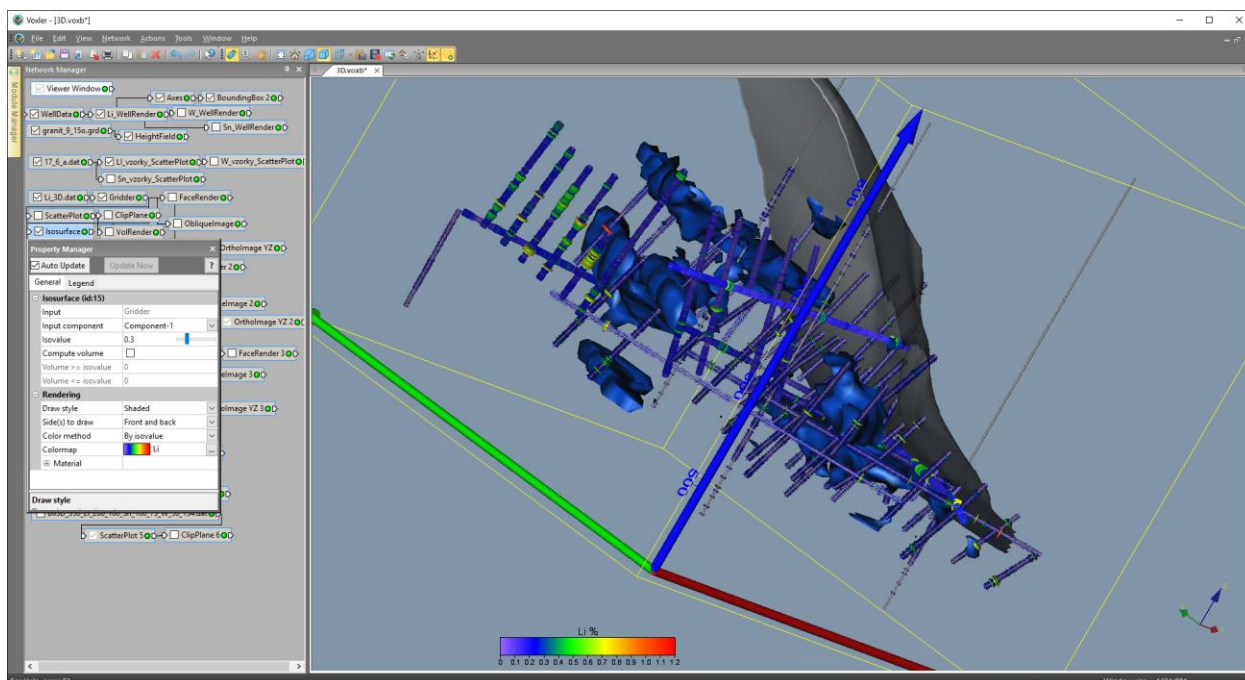 Voxler - [3D.voxb*]
File Edit View Network Actions Tools Window Help
Network Manager
3D.voxb*
Module Manager
Viewer Window
Axes
BoundingBox 2
WellData
Li_WellRender
W_WellRender
Sn_WellRender
granit_9_15o.grd
HeightField
17_6_a.dat
LI_vzorky_ScatterPlot
W_vzorky_ScatterPlot
Sn_vzorky_ScatterPlot
Li_3D.dat
Gridder
FaceRender
ScatterPlot
ClipPlane
ObliqueImage
Isosurface
VolRender
Property Manager
OrthoImage YZ
Auto Update
Update Now
?
General
Legend
Isosurface (id:15)
Input Gridder
Input component Component-1
OrthoImage YZ 2
Isovalue 0.3
Compute volume
FaceRender 3
Volume >= isovalue 0
Volume <= isovalue 0
Rendering
Draw style Shaded
Side(s) to draw Front and back
Color method By isovalue
Colormap Li
Material
Draw style
ScatterPlot 5
ClipPlane 6
500
Li %
0 0.1 0.2 0.3 0.4 0.5 0.6 0.7 0.8 0.9 1.0 1.1 1.2